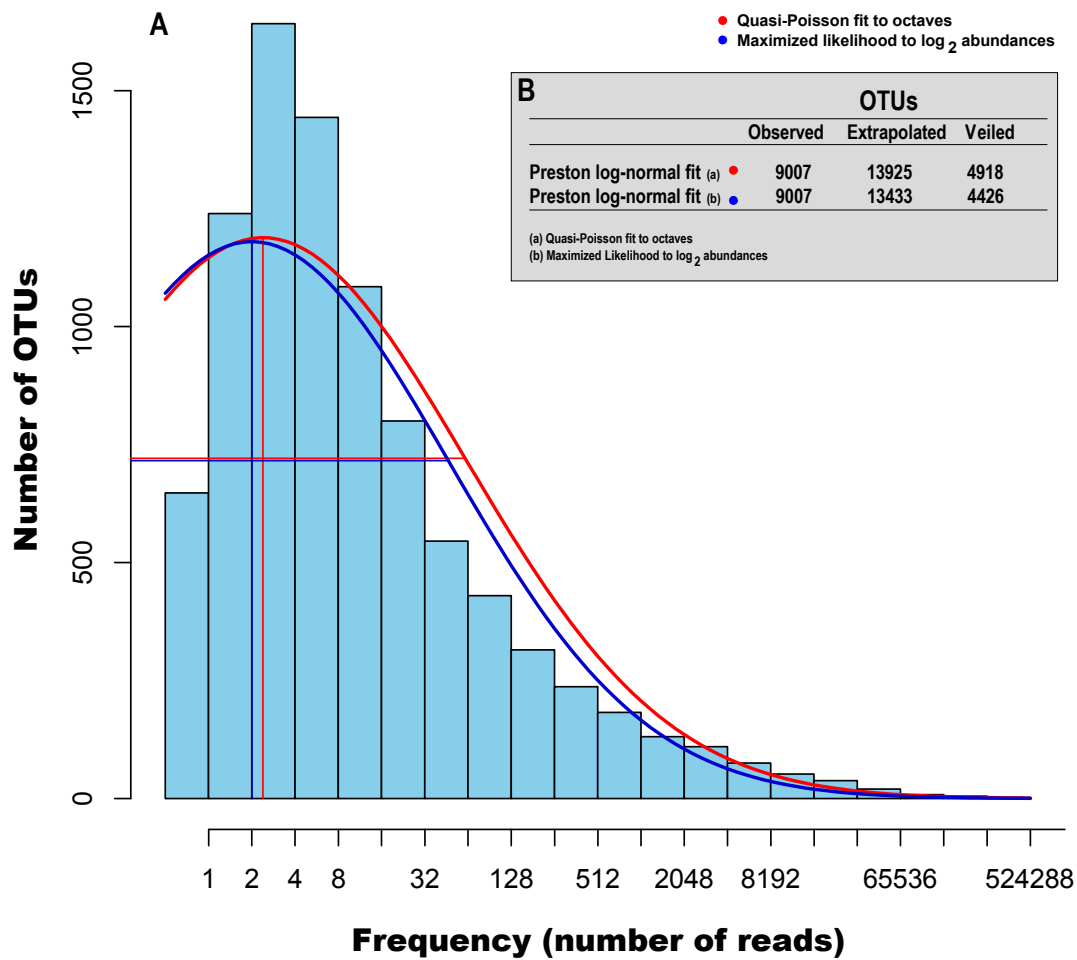 A
Quasi-Poisson fit to octaves
Maximized likelihood to log 2 abundances
B
OTUs
Observed Extrapolated Veiled
Preston log-normal fit (a) 9007 13925 4918
Preston log-normal fit (b) 9007 13433 4426
(a) Quasi-Poisson fit to octaves
(b) Maximized Likelihood to log 2 abundances
Number of OTUs
1500
1000
500
0
1 2 4 8 32 128 512 2048 8192 65536 524288
Frequency (number of reads)